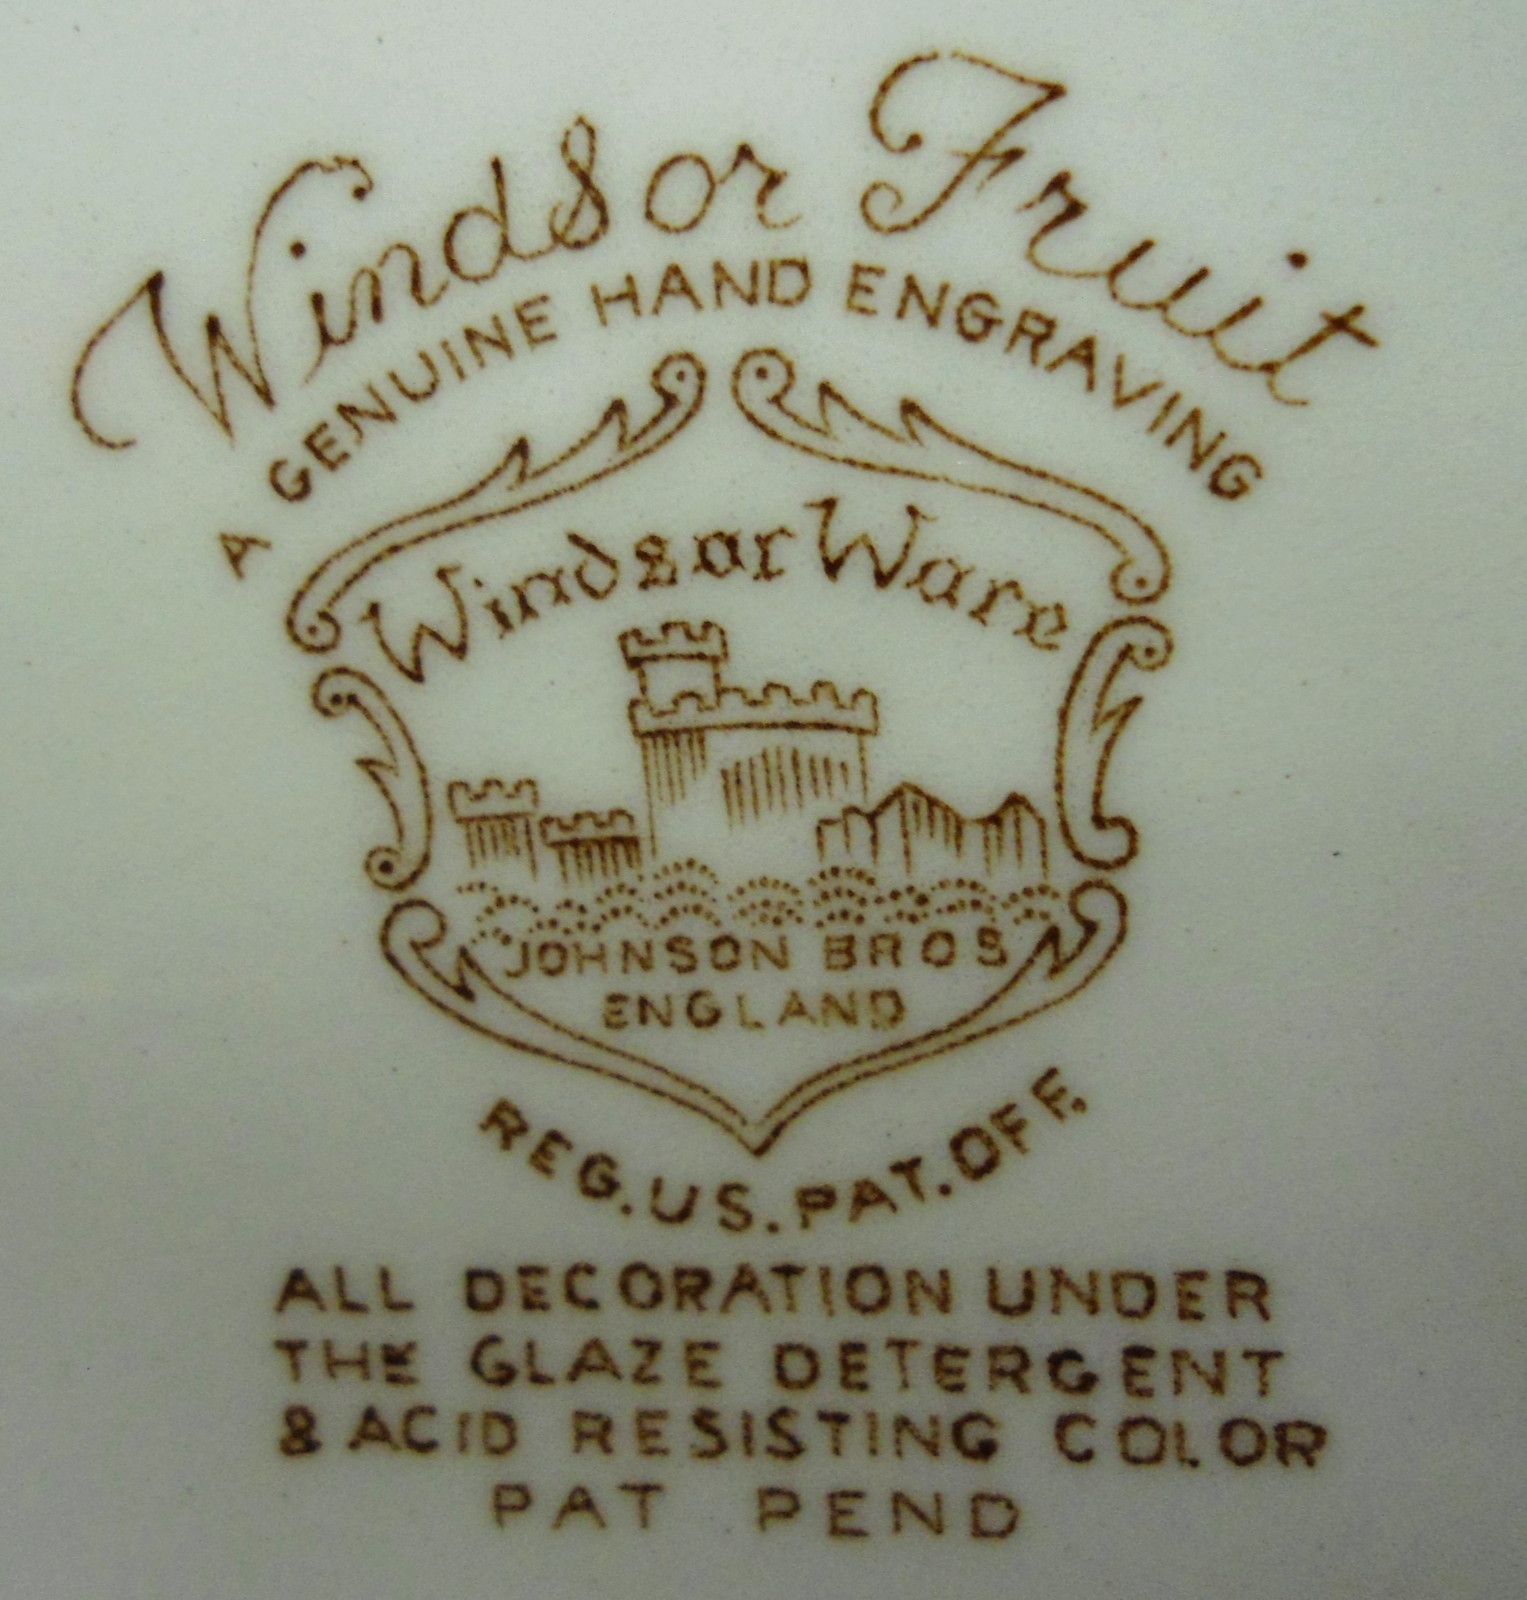 Windsor Fruit
A GENUINE HAND ENGRAVING
Windsor Ware
JOHNSON BROS
ENGLAND
REG. US. PAT. OFF.
ALL DECORATION UNDER
THE GLAZE DETERGENT
& ACID RESISTING COLOR
PAT PEND